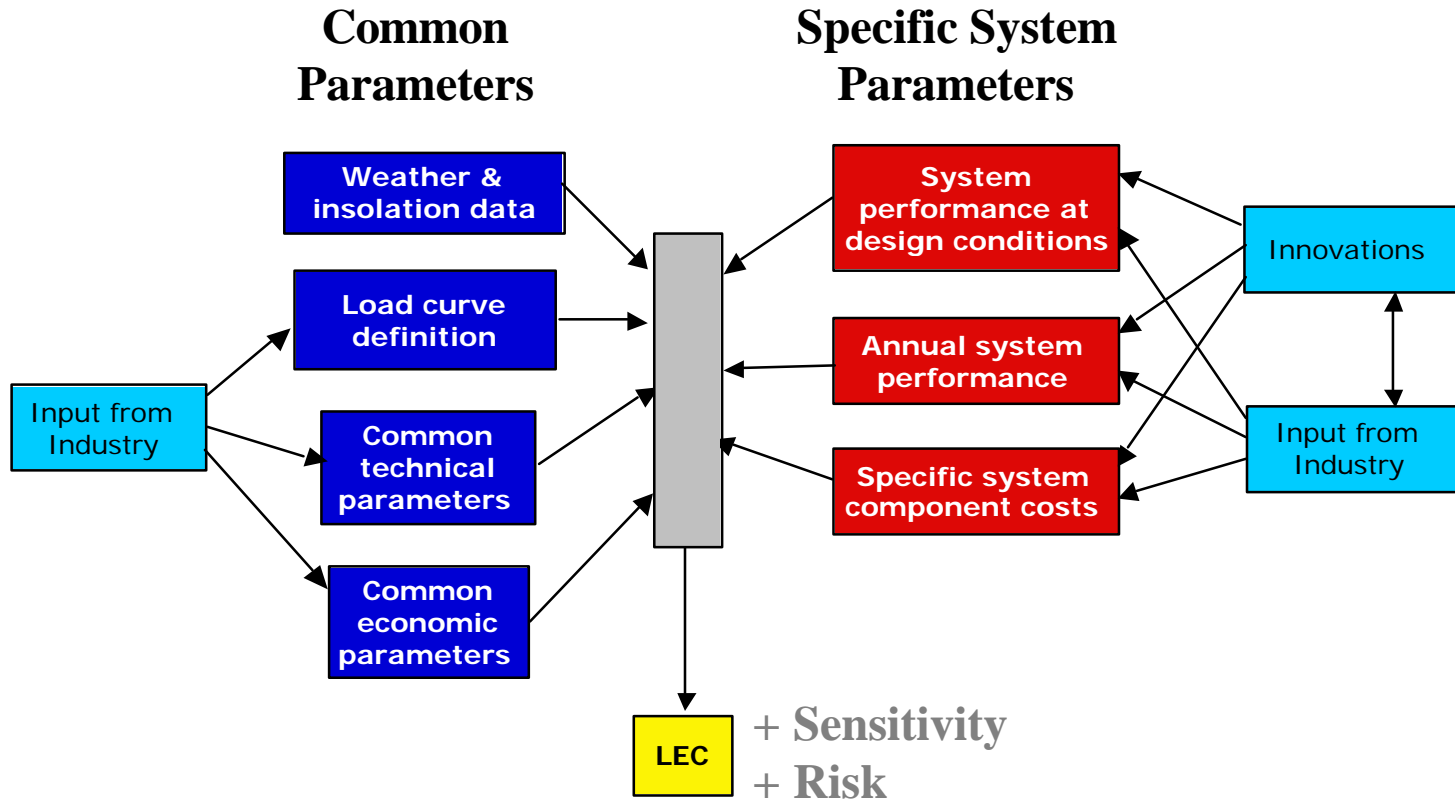 Common
Parameters
Specific System
Parameters
Weather &
insolation data
Load curve
definition
Input from
Industry
Common
technical
parameters
Common
economic
parameters
System
performance at
design conditions
Annual system
performance
Specific system
component costs
Innovations
Input from
Industry
LEC
+ Sensitivity
+ Risk